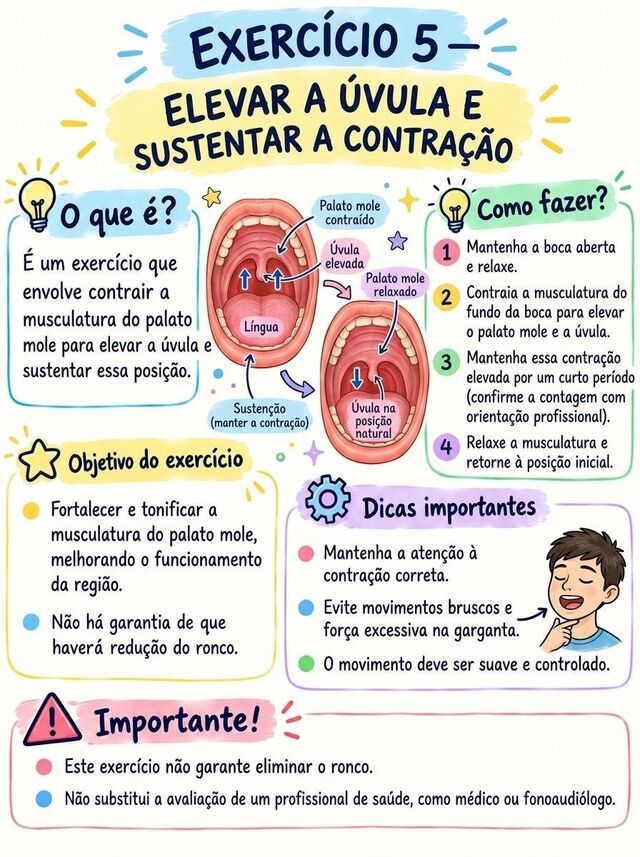 EXERCÍCIO 5 –
ELEVAR A ÚVULA E
SUSTENTAR A CONTRAÇÃO
O que é?
É um exercício que
envolve contrair a
musculatura do palato
mole para elevar a úvula e
sustentar essa posição.
Palato mole
contraído
Úvula
elevada
Palato mole
relaxado
Língua
Sustenção
(manter a contração)
Úvula na
posição
natural
Como fazer?
1 Mantenha a boca aberta
e relaxe.
2 Contraia a musculatura do
fundo da boca para elevar
o palato mole e a úvula.
3 Mantenha essa contração
elevada por um curto período
(confirme a contagem com
orientação profissional).
4 Relaxe a musculatura e
retorne à posição inicial.
Objetivo do exercício
Fortalecer e tonificar a
musculatura do palato mole,
melhorando o funcionamento
da região.
Não há garantia de que
haverá redução do ronco.
Dicas importantes
Mantenha a atenção à
contração correta.
Evite movimentos bruscos e
força excessiva na garganta.
O movimento deve ser suave e controlado.
Importante!
Este exercício não garante eliminar o ronco.
Não substitui a avaliação de um profissional de saúde, como médico ou fonoaudiólogo.